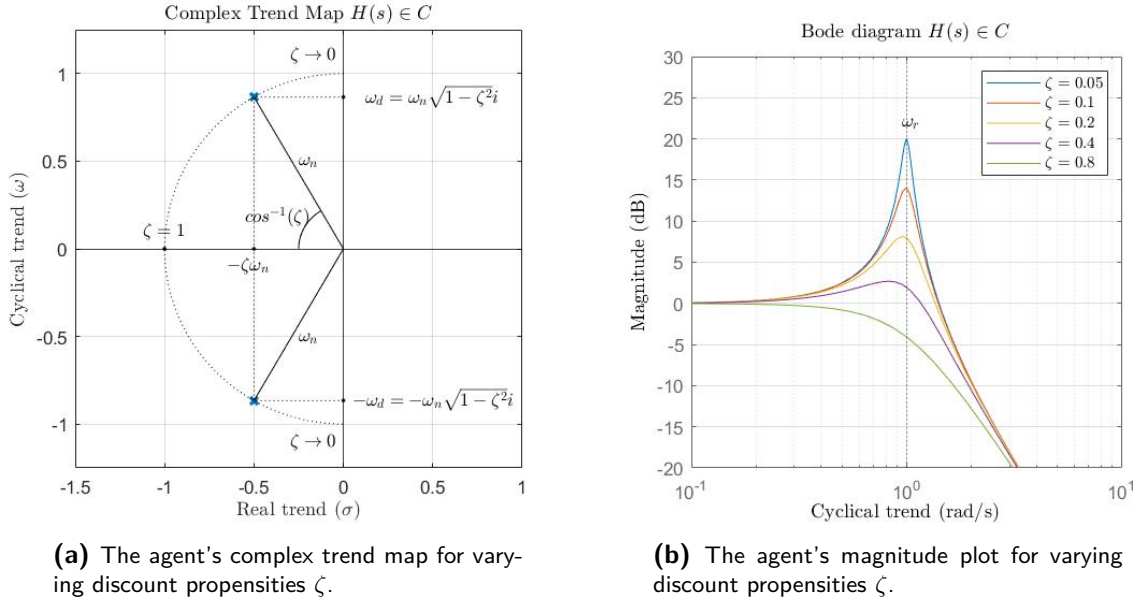 Complex Trend Map H(s) ∈ C
ζ → 0
1
ω_d = ω_n√(1 − ζ²)i
ω_n
0.5
cos⁻¹(ζ)
ζ = 1
0
−ζω_n
ω_n
-0.5
−ω_d = −ω_n√(1 − ζ²)i
-1
ζ → 0
Cyclical trend (ω)
-1.5 -1 -0.5 0 0.5 1
Real trend (σ)
(a) The agent's complex trend map for vary-
ing discount propensities ζ.
Bode diagram H(s) ∈ C
30
25
20
15
10
5
0
-5
-10
-15
-20
Magnitude (dB)
ω_r
ζ = 0.05
ζ = 0.1
ζ = 0.2
ζ = 0.4
ζ = 0.8
10⁻¹ 10⁰ 10¹
Cyclical trend (rad/s)
(b) The agent's magnitude plot for varying
discount propensities ζ.